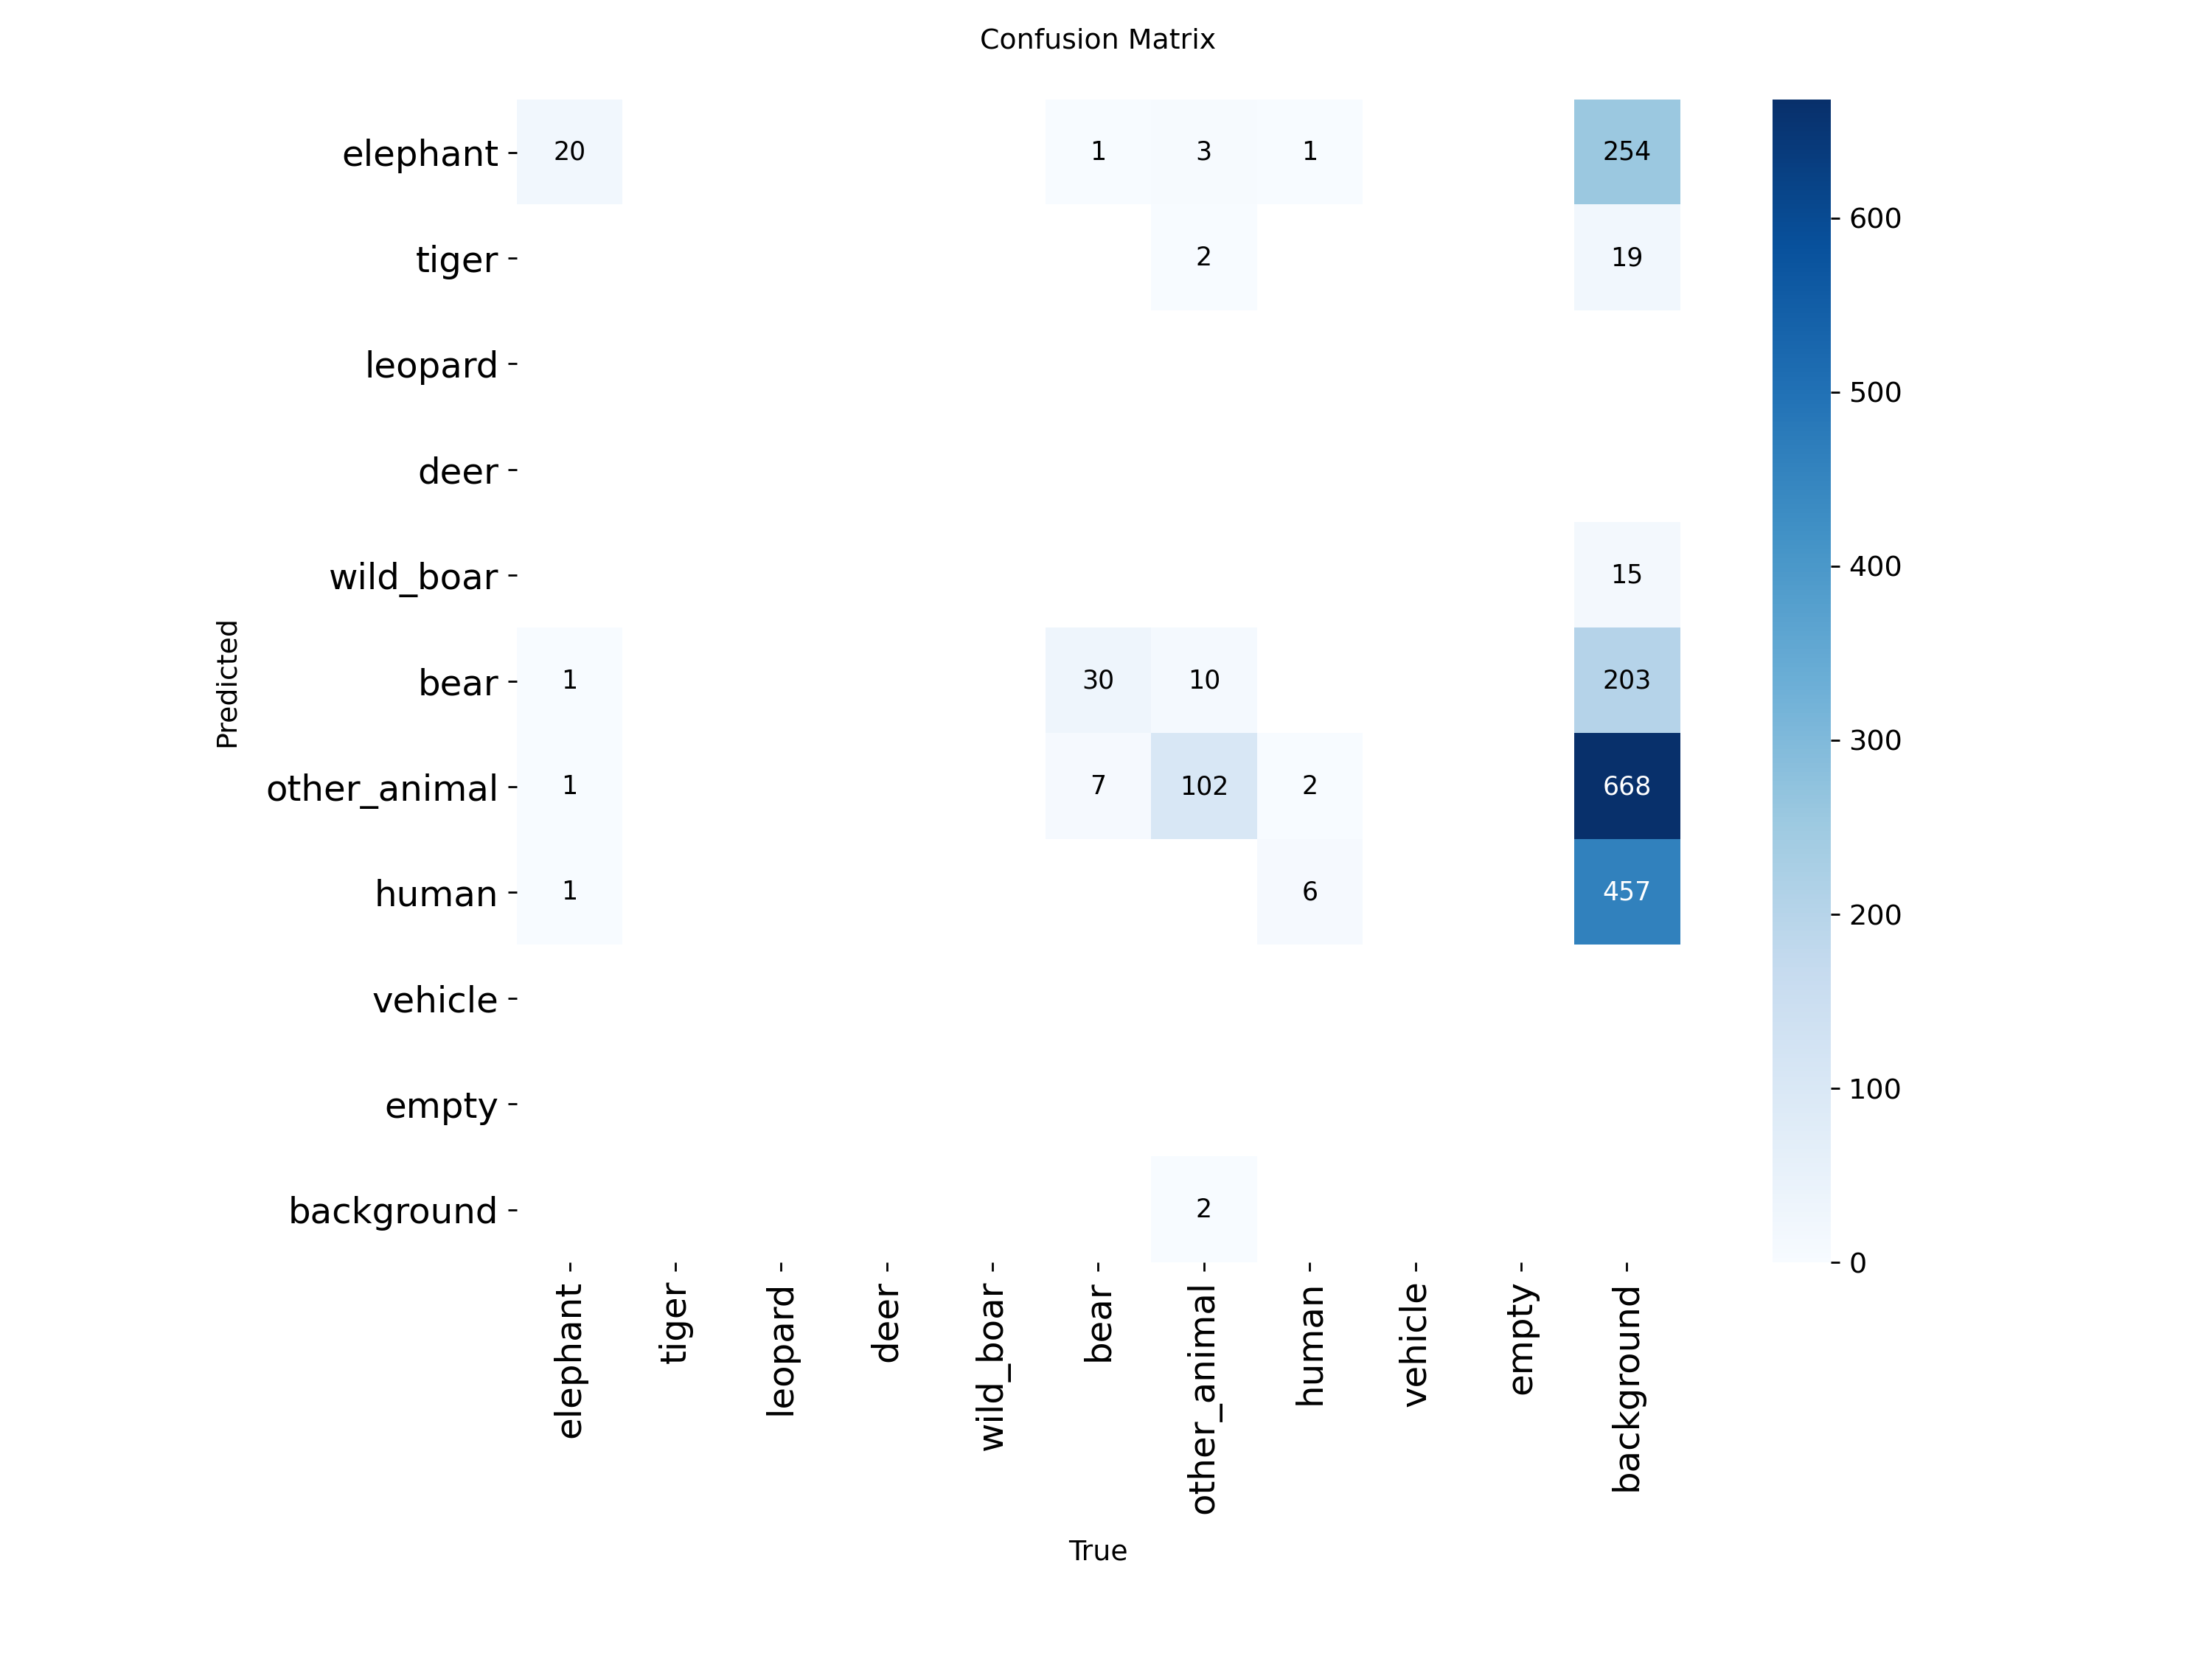 Confusion Matrix
elephant 20 1 3 1 254
tiger 2 19
leopard
deer
wild_boar 15
bear 1 30 10 203
other_animal 1 7 102 2 668
human 1 6 457
vehicle
empty
background 2
Predicted
elephant tiger leopard deer wild_boar bear other_animal human vehicle empty background
True
600
500
400
300
200
100
0